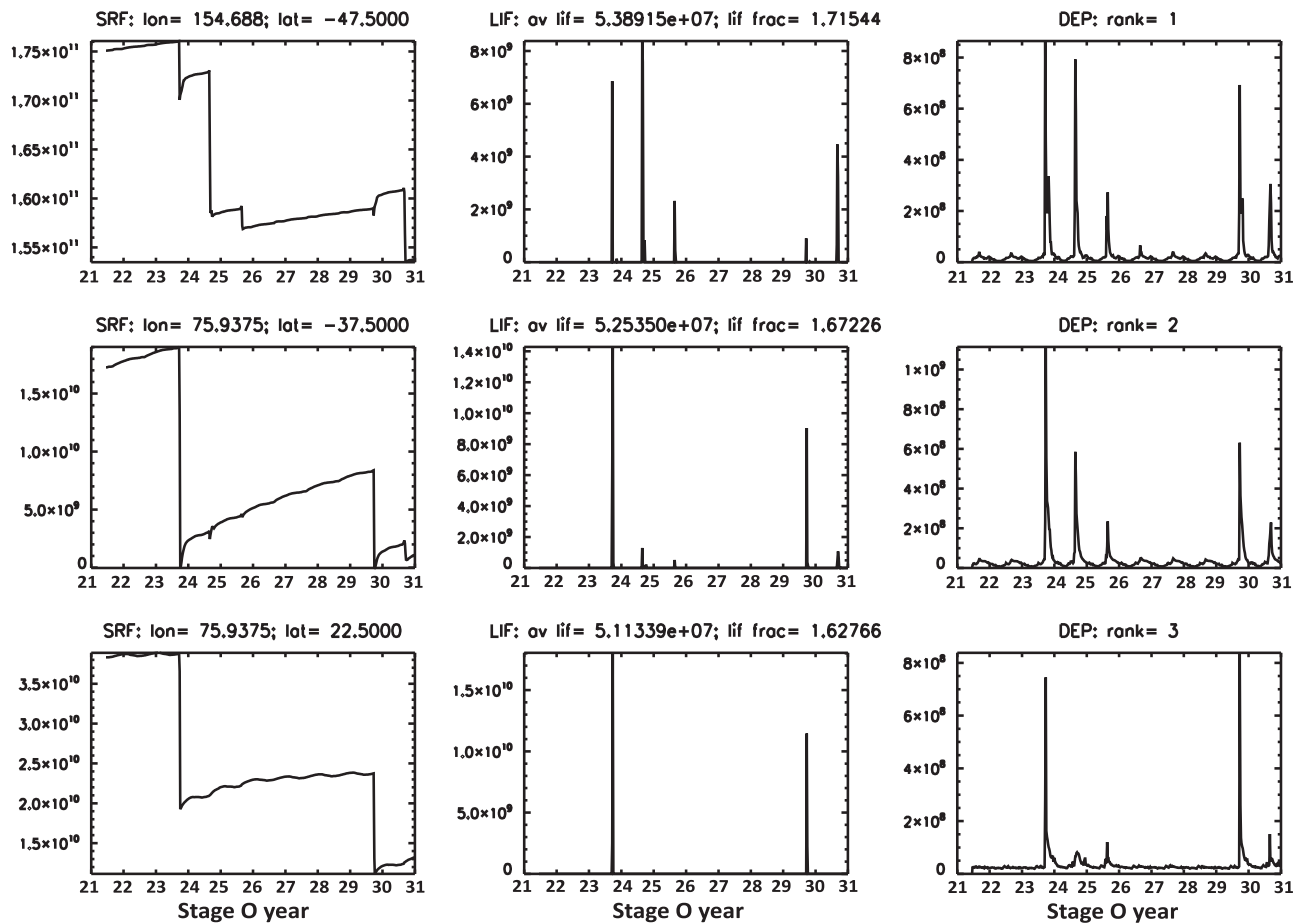 SRF: lon= 154.688; lat= −47.5000
LIF: av lif= 5.38915e+07; lif frac= 1.71544
DEP: rank= 1
1.75×10¹¹
1.70×10¹¹
1.65×10¹¹
1.60×10¹¹
1.55×10¹¹
21 22 23 24 25 26 27 28 29 30 31
8×10⁹
6×10⁹
4×10⁹
2×10⁹
0
21 22 23 24 25 26 27 28 29 30 31
8×10⁸
6×10⁸
4×10⁸
2×10⁸
0
21 22 23 24 25 26 27 28 29 30 31
SRF: lon= 75.9375; lat= −37.5000
LIF: av lif= 5.25350e+07; lif frac= 1.67226
DEP: rank= 2
1.5×10¹⁰
1.0×10¹⁰
5.0×10⁹
0
21 22 23 24 25 26 27 28 29 30 31
1.4×10¹⁰
1.2×10¹⁰
1.0×10¹⁰
8.0×10⁹
6.0×10⁹
4.0×10⁹
2.0×10⁹
0
21 22 23 24 25 26 27 28 29 30 31
1×10⁹
8×10⁸
6×10⁸
4×10⁸
2×10⁸
0
21 22 23 24 25 26 27 28 29 30 31
SRF: lon= 75.9375; lat= 22.5000
LIF: av lif= 5.11339e+07; lif frac= 1.62766
DEP: rank= 3
3.5×10¹⁰
3.0×10¹⁰
2.5×10¹⁰
2.0×10¹⁰
1.5×10¹⁰
21 22 23 24 25 26 27 28 29 30 31
Stage O year
1.5×10¹⁰
1.0×10¹⁰
5.0×10⁹
0
21 22 23 24 25 26 27 28 29 30 31
Stage O year
8×10⁸
6×10⁸
4×10⁸
2×10⁸
0
21 22 23 24 25 26 27 28 29 30 31
Stage O year